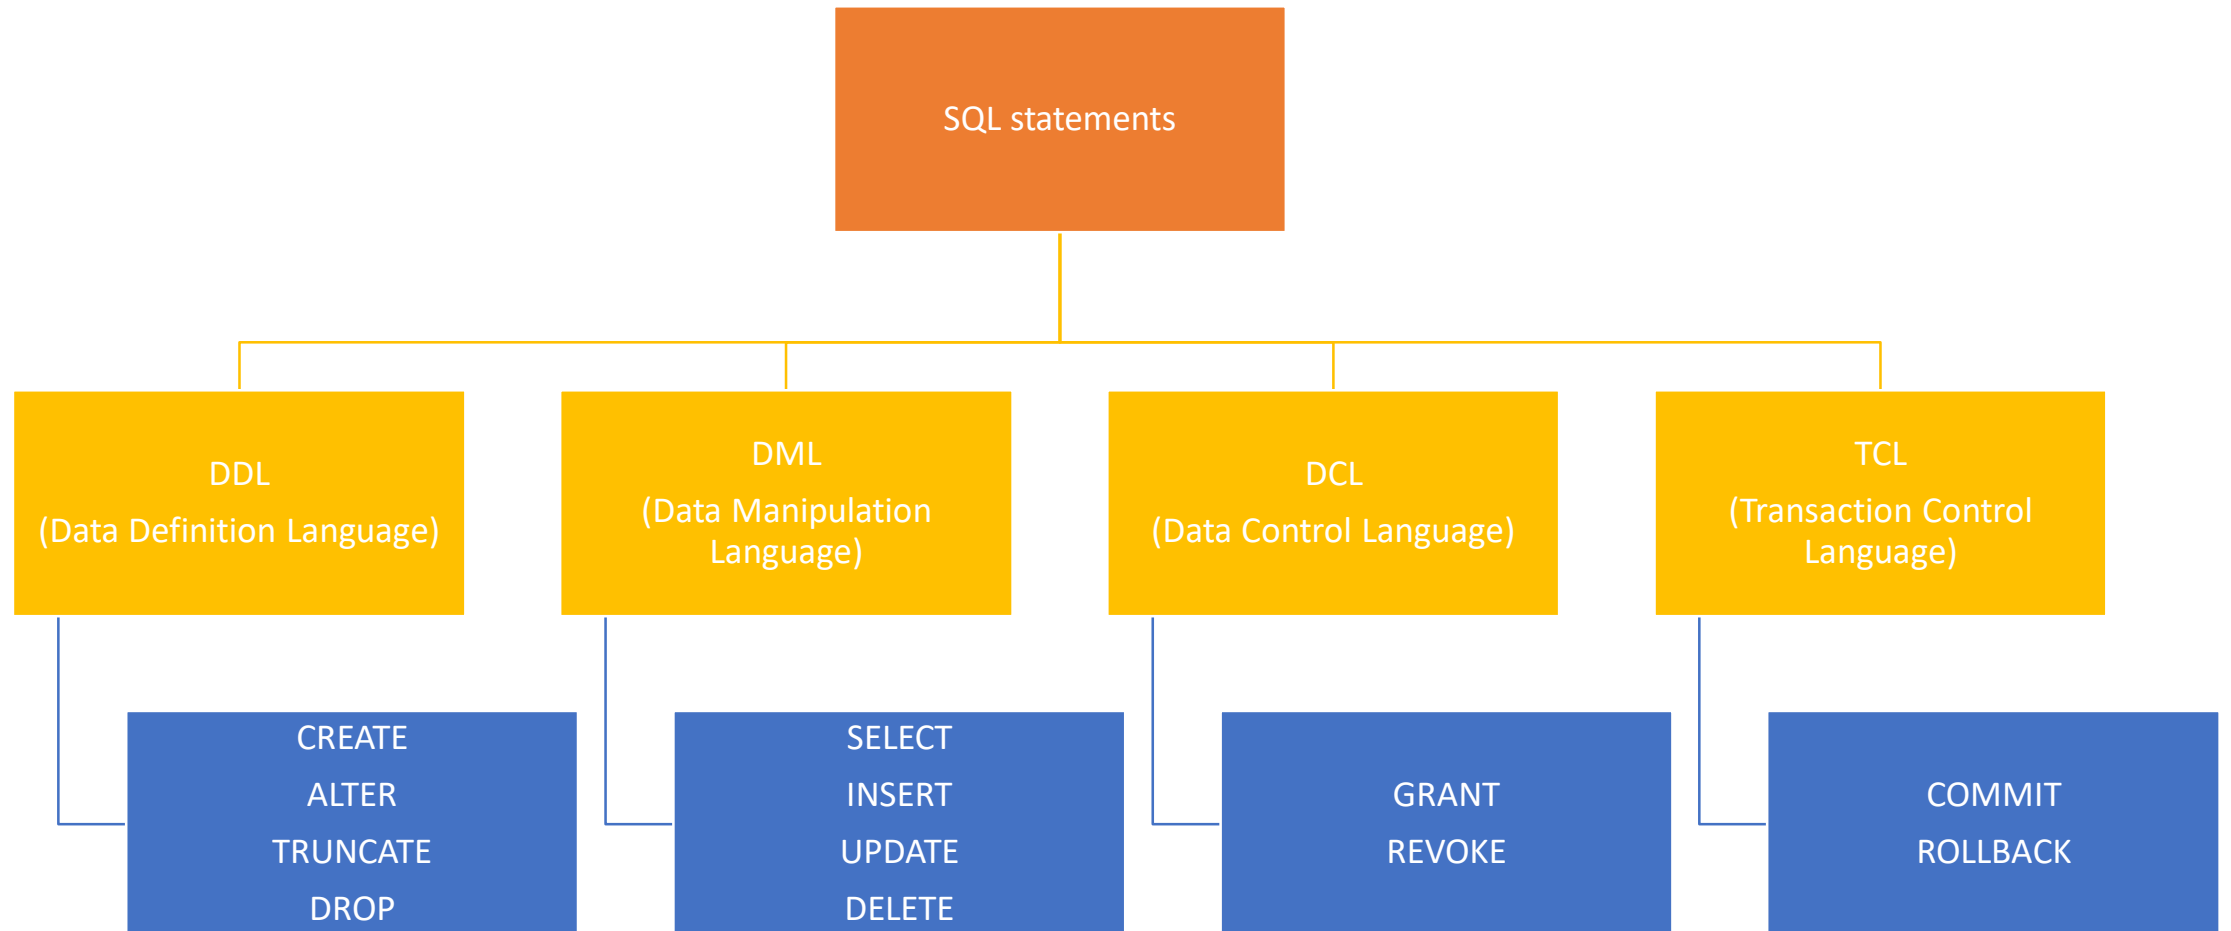 SQL statements
DDL
(Data Definition Language)
DML
(Data Manipulation
Language)
DCL
(Data Control Language)
TCL
(Transaction Control
Language)
CREATE
ALTER
TRUNCATE
DROP
SELECT
INSERT
UPDATE
DELETE
GRANT
REVOKE
COMMIT
ROLLBACK